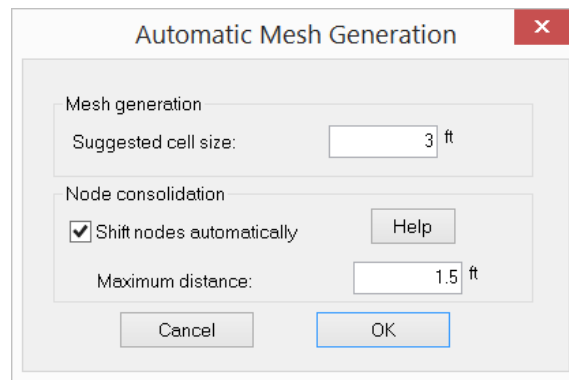 Automatic Mesh Generation
Mesh generation
Suggested cell size: 3 ft
Node consolidation
Shift nodes automatically Help
Maximum distance: 1.5 ft
Cancel OK